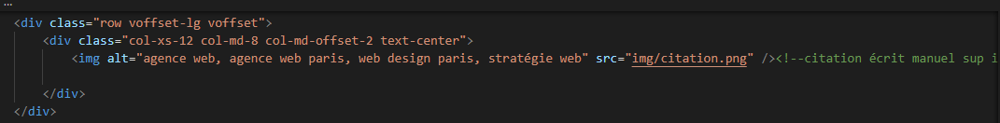 ...
<div class="row voffset-lg voffset">
<div class="col-xs-12 col-md-8 col-md-offset-2 text-center">
<img alt="agence web, agence web paris, web design paris, stratégie web" src="img/citation.png" /><!--citation écrit manuel sup i
</div>
</div>